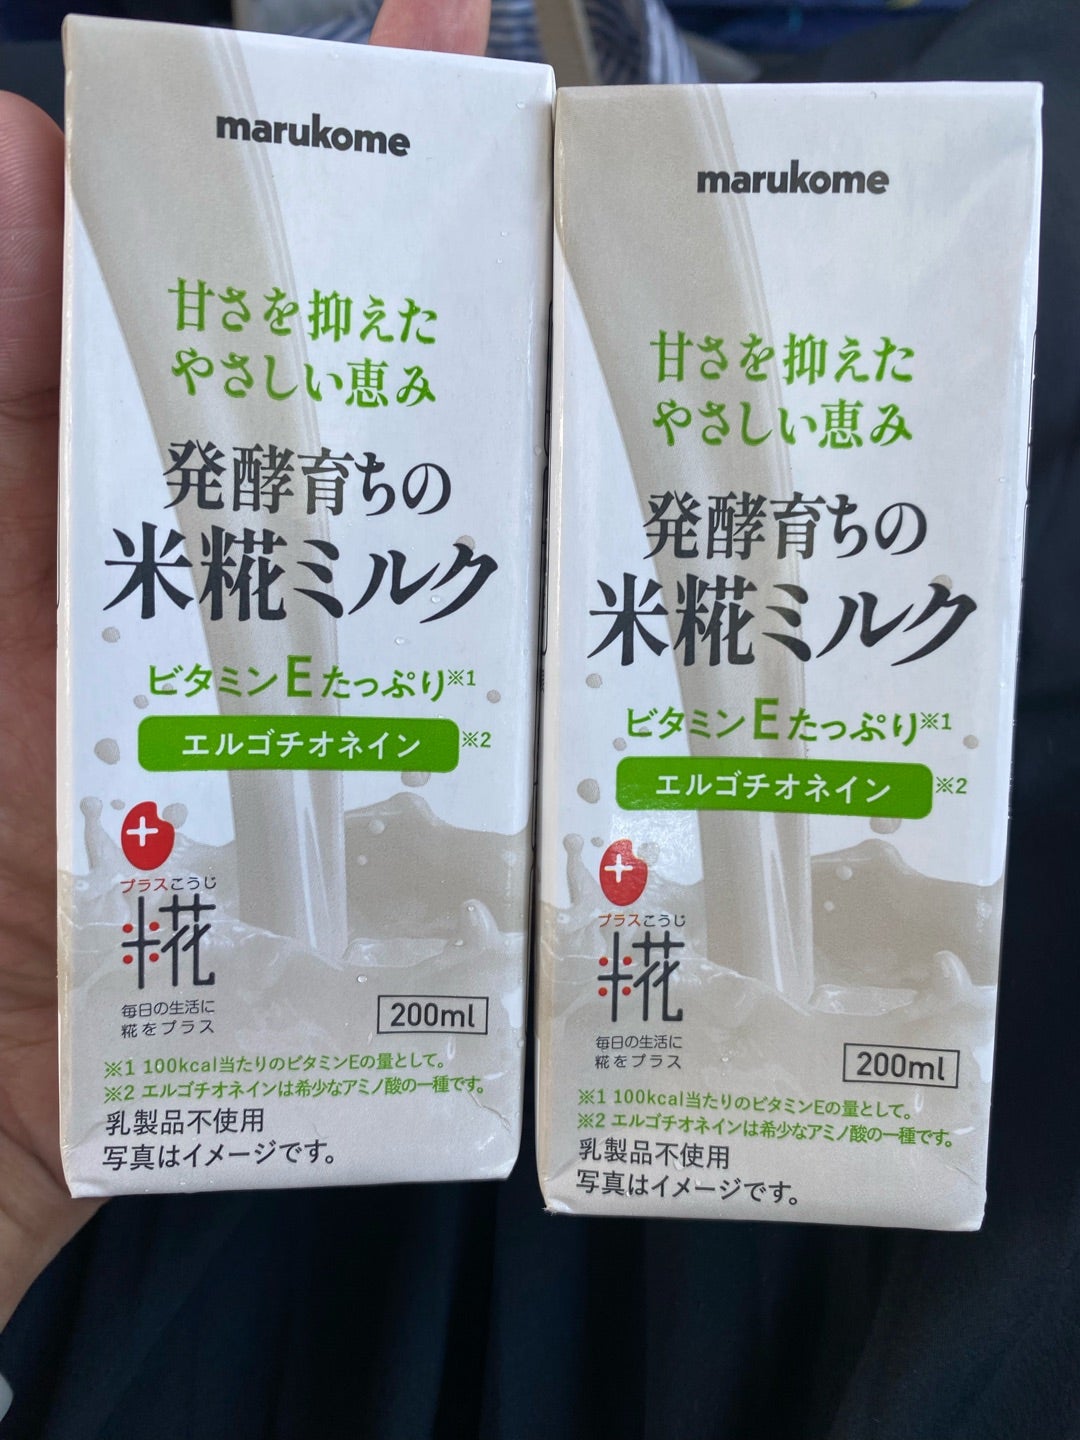 marukome
甘さを抑えた
やさしい恵み
発酵育ちの
米糀ミルク
ビタミンEたっぷり※1
エルゴチオネイン※2
プラスこうじ
糀
毎日の生活に
糀をプラス
200ml
※1 100kcal当たりのビタミンEの量として。
※2 エルゴチオネインは希少なアミノ酸の一種です。
乳製品不使用
写真はイメージです。
marukome
甘さを抑えた
やさしい恵み
発酵育ちの
米糀ミルク
ビタミンEたっぷり※1
エルゴチオネイン※2
プラスこうじ
糀
毎日の生活に
糀をプラス
200ml
※1 100kcal当たりのビタミンEの量として。
※2 エルゴチオネインは希少なアミノ酸の一種です。
乳製品不使用
写真はイメージです。